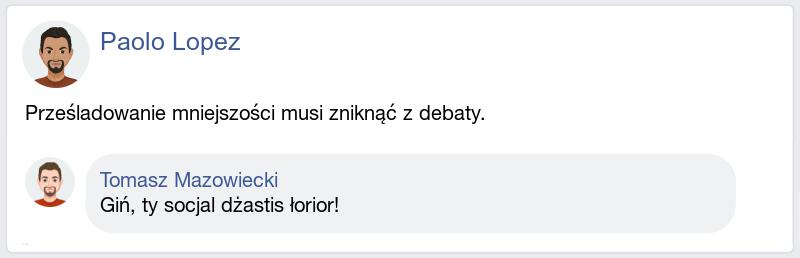 Paolo Lopez
Prześladowanie mniejszości musi zniknąć z debaty.
Tomasz Mazowiecki
Giń, ty socjal dżastis łorior!